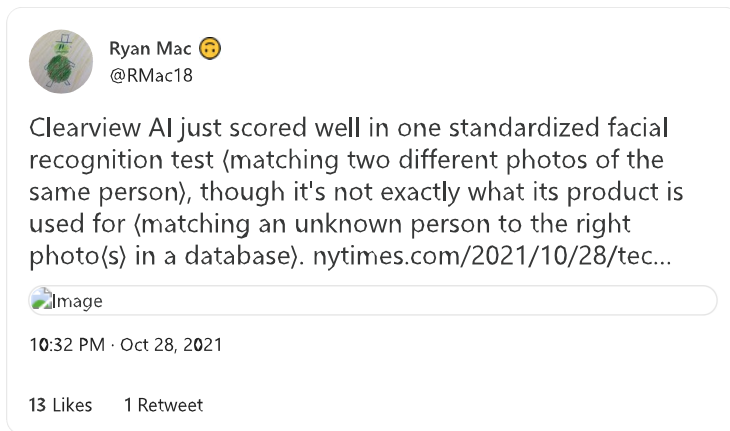 Ryan Mac 🙃
@RMac18
Clearview AI just scored well in one standardized facial
recognition test (matching two different photos of the
same person), though it's not exactly what its product is
used for (matching an unknown person to the right
photo(s) in a database). nytimes.com/2021/10/28/tec...
Image
10:32 PM · Oct 28, 2021
13 Likes 1 Retweet